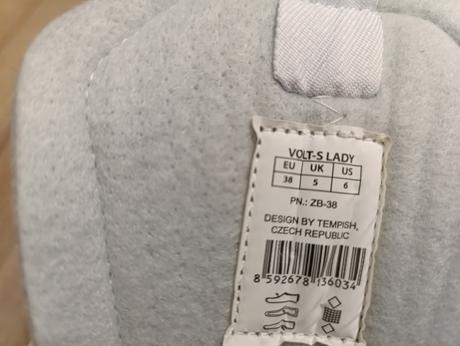 VOLT-S LADY
EU UK US
38 5 6
PN.: ZB-38
DESIGN BY TEMPISH,
CZECH REPUBLIC
8 592678 136034